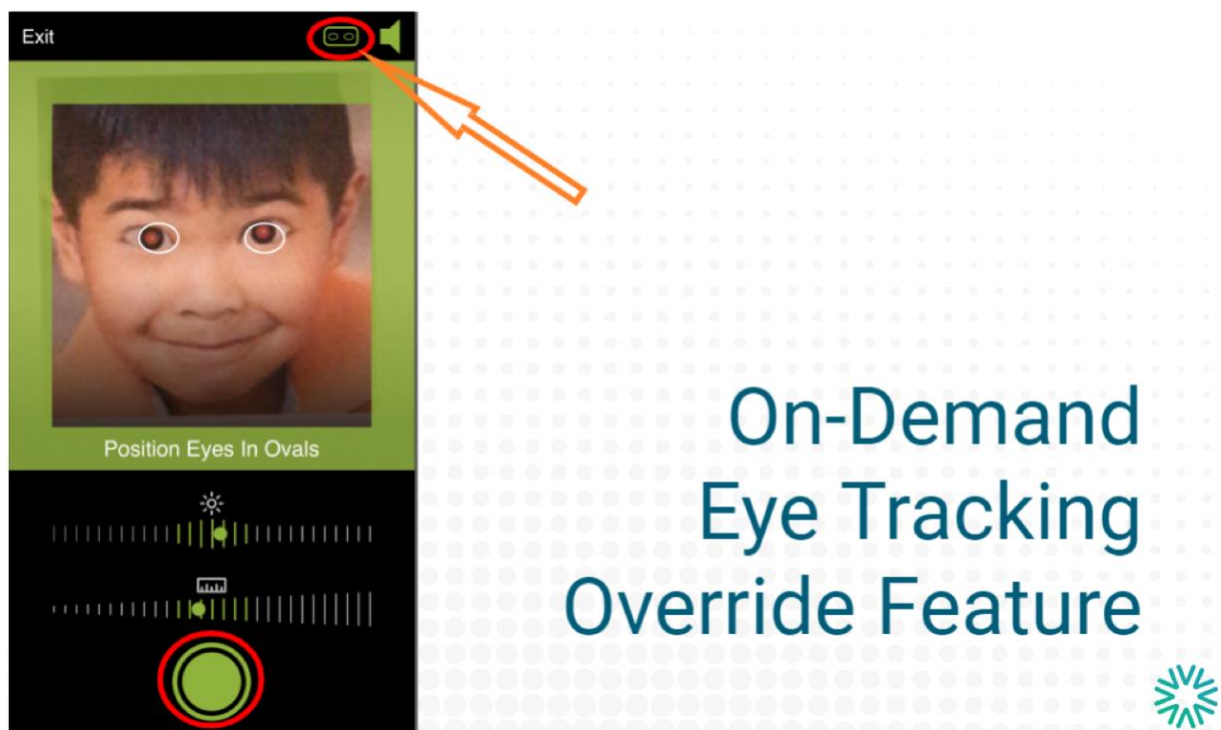 Exit
Position Eyes In Ovals
On-Demand
Eye Tracking
Override Feature